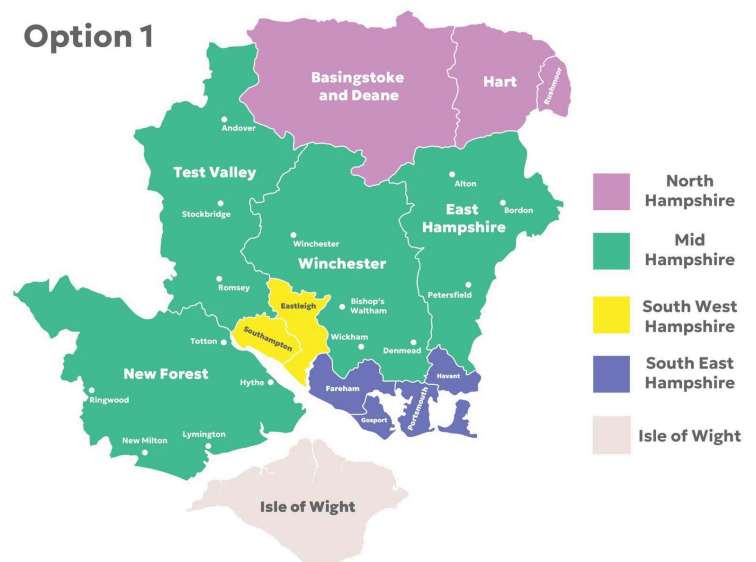 Option 1
Basingstoke
and Deane
Hart
Rushmoor
Andover
Test Valley
Stockbridge
Romsey
Alton
East
Hampshire
Bordon
Petersfield
Winchester
Winchester
Bishop's
Waltham
Wickham
Denmead
Eastleigh
Southampton
Totton
New Forest
Hythe
Ringwood
New Milton
Lymington
Fareham
Gosport
Portsmouth
Havant
Isle of Wight
North
Hampshire
Mid
Hampshire
South West
Hampshire
South East
Hampshire
Isle of Wight